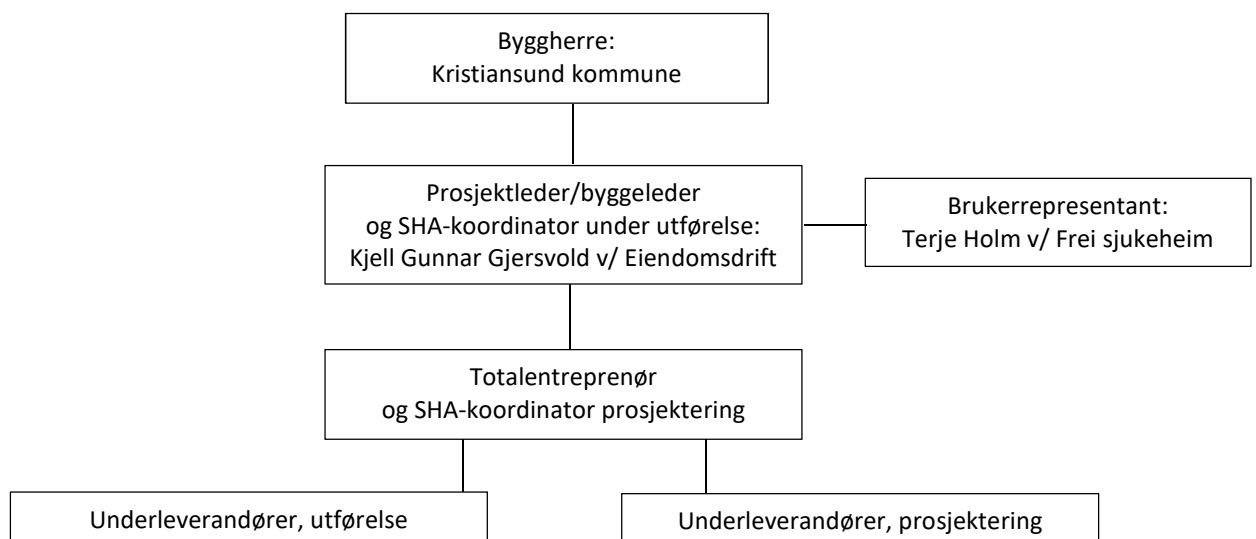 Byggherre:
Kristiansund kommune
Prosjektleder/byggeleder
og SHA-koordinator under utførelse:
Kjell Gunnar Gjersvold v/ Eiendomsdrift
Brukerrepresentant:
Terje Holm v/ Frei sjukeheim
Totalentreprenør
og SHA-koordinator prosjektering
Underleverandører, utførelse
Underleverandører, prosjektering